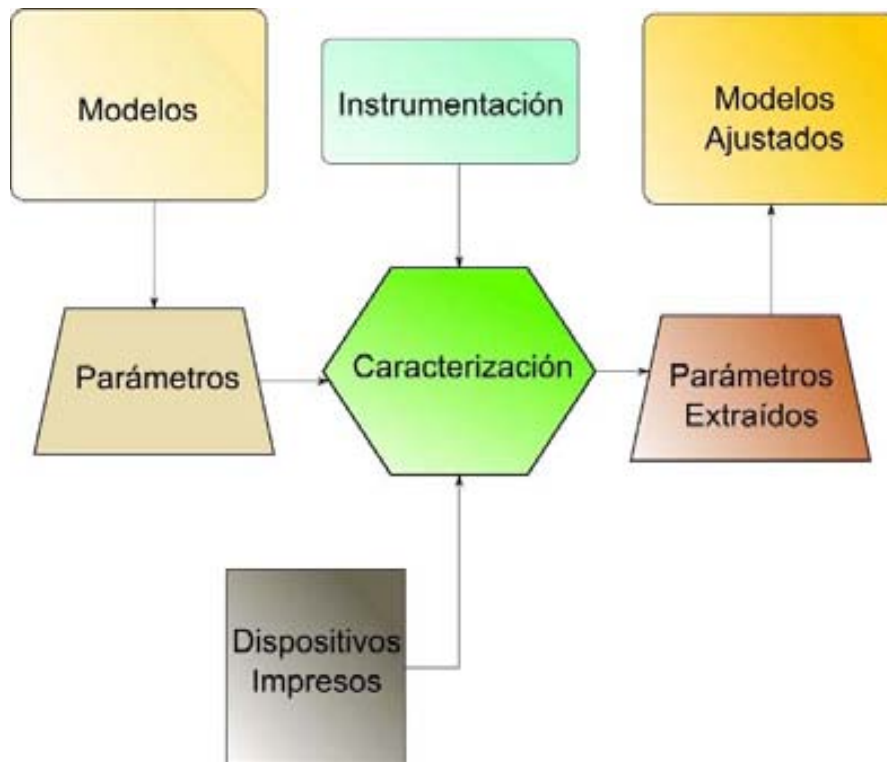 Modelos
Instrumentación
Modelos
Ajustados
Parámetros
Caracterización
Parámetros
Extraídos
Dispositivos
Impresos